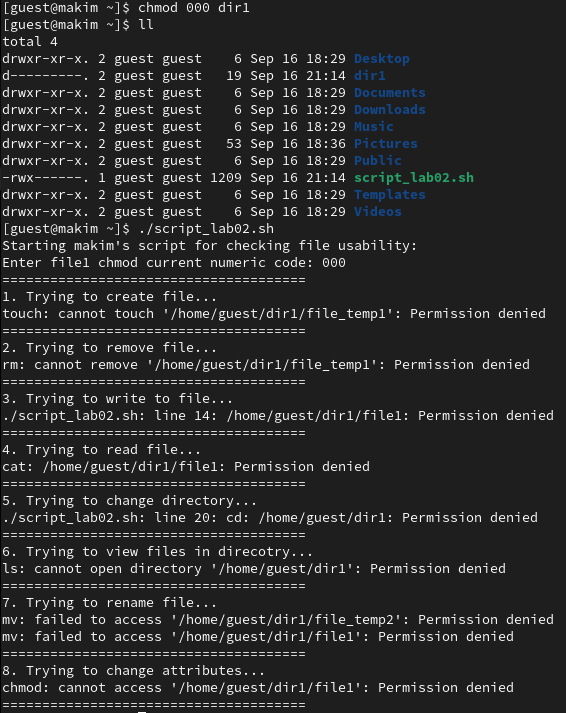 [guest@makim ~]$ chmod 000 dir1
[guest@makim ~]$ ll
total 4
drwxr-xr-x. 2 guest guest    6 Sep 16 18:29 Desktop
d---------. 2 guest guest   19 Sep 16 21:14 dir1
drwxr-xr-x. 2 guest guest    6 Sep 16 18:29 Documents
drwxr-xr-x. 2 guest guest    6 Sep 16 18:29 Downloads
drwxr-xr-x. 2 guest guest    6 Sep 16 18:29 Music
drwxr-xr-x. 2 guest guest   53 Sep 16 18:36 Pictures
drwxr-xr-x. 2 guest guest    6 Sep 16 18:29 Public
-rwx------. 1 guest guest 1209 Sep 16 21:14 script_lab02.sh
drwxr-xr-x. 2 guest guest    6 Sep 16 18:29 Templates
drwxr-xr-x. 2 guest guest    6 Sep 16 18:29 Videos
[guest@makim ~]$ ./script_lab02.sh
Starting makim's script for checking file usability:
Enter file1 chmod current numeric code: 000
======================================
1. Trying to create file...
touch: cannot touch '/home/guest/dir1/file_temp1': Permission denied
======================================
2. Trying to remove file...
rm: cannot remove '/home/guest/dir1/file_temp1': Permission denied
======================================
3. Trying to write to file...
./script_lab02.sh: line 14: /home/guest/dir1/file1: Permission denied
======================================
4. Trying to read file...
cat: /home/guest/dir1/file1: Permission denied
======================================
5. Trying to change directory...
./script_lab02.sh: line 20: cd: /home/guest/dir1: Permission denied
======================================
6. Trying to view files in direcotry...
ls: cannot open directory '/home/guest/dir1': Permission denied
======================================
7. Trying to rename file...
mv: failed to access '/home/guest/dir1/file_temp2': Permission denied
mv: failed to access '/home/guest/dir1/file1': Permission denied
======================================
8. Trying to change attributes...
chmod: cannot access '/home/guest/dir1/file1': Permission denied
======================================